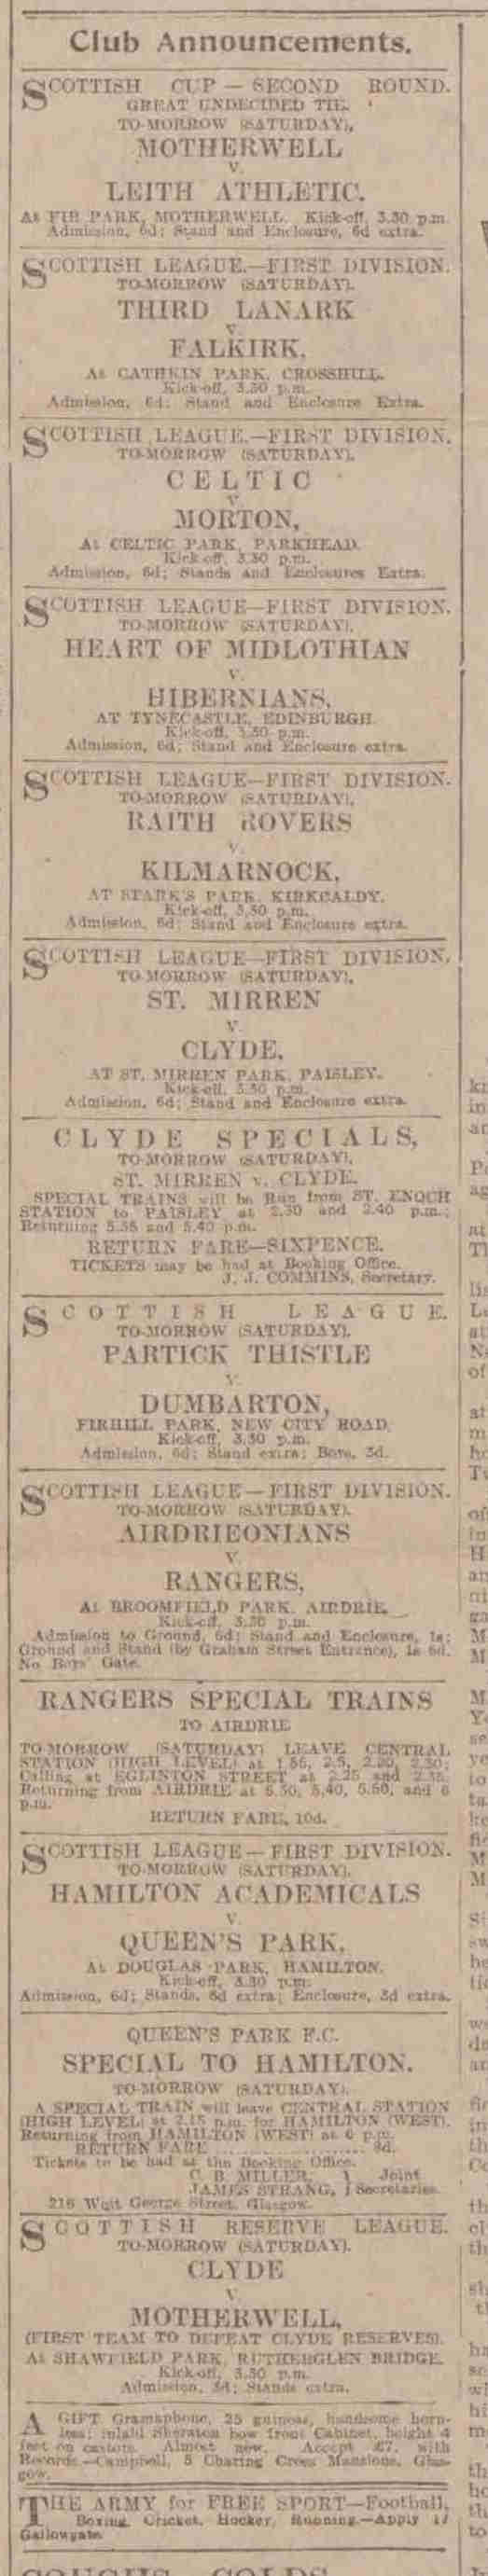 Club Announcements.
SCOTTISH CUP — SECOND ROUND.
GREAT UNDECIDED TIE.
TO-MORROW (SATURDAY),
MOTHERWELL
v.
LEITH ATHLETIC.
At FIR PARK, MOTHERWELL. Kick-off, 3.30 p.m.
Admission, 6d; Stand and Enclosure, 6d extra.
SCOTTISH LEAGUE.—FIRST DIVISION.
TO-MORROW (SATURDAY).
THIRD LANARK
v.
FALKIRK,
At CATHKIN PARK, CROSSHILL.
Kick-off, 3.30 p.m.
Admission, 6d; Stand and Enclosure Extra.
SCOTTISH LEAGUE.—FIRST DIVISION.
TO-MORROW (SATURDAY).
CELTIC
v
MORTON,
At CELTIC PARK, PARKHEAD.
Kick off, 3.30 p.m.
Admission, 6d; Stands and Enclosures Extra.
SCOTTISH LEAGUE—FIRST DIVISION.
TO-MORROW (SATURDAY).
HEART OF MIDLOTHIAN
v.
HIBERNIANS,
AT TYNECASTLE, EDINBURGH.
Kick-off, 3.30 p.m.
Admission, 6d; Stand and Enclosure extra.
SCOTTISH LEAGUE—FIRST DIVISION.
TO-MORROW (SATURDAY).
RAITH ROVERS
v.
KILMARNOCK,
AT STARK'S PARK, KIRKCALDY.
Kick-off, 3.30 p.m.
Admission, 6d; Stand and Enclosure extra.
SCOTTISH LEAGUE—FIRST DIVISION.
TO-MORROW (SATURDAY).
ST. MIRREN
v
CLYDE,
AT ST. MIRREN PARK, PAISLEY.
Kick-off, 3.30 p.m.
Admission, 6d; Stand and Enclosure extra.
CLYDE SPECIALS,
TO-MORROW (SATURDAY).
ST. MIRREN v. CLYDE.
SPECIAL TRAINS will be Run from ST. ENOCH
STATION to PAISLEY at 2.30 and 2.40 p.m.;
Returning 5.35 and 5.40 p.m.
RETURN FARE—SIXPENCE.
TICKETS may be had at Booking Office.
J. J. COMMINS, Secretary.
SCOTTISH LEAGUE.
TO-MORROW (SATURDAY).
PARTICK THISTLE
v.
DUMBARTON,
FIRHILL PARK, NEW CITY ROAD.
Kick-off, 3.30 p.m.
Admission, 6d; Stand extra; Boys, 3d.
SCOTTISH LEAGUE—FIRST DIVISION.
TO-MORROW (SATURDAY).
AIRDRIEONIANS
v.
RANGERS,
At BROOMFIELD PARK, AIRDRIE.
Kick-off, 3.30 p.m.
Admission to Ground, 6d; Stand and Enclosure, 1s;
Ground and Stand (by Graham Street Entrance), 1s 6d.
No Boys' Gate.
RANGERS SPECIAL TRAINS
TO AIRDRIE
TO-MORROW (SATURDAY) LEAVE CENTRAL
STATION (HIGH LEVEL) at 1.55, 2.5, 2.20, 2.30;
Calling at EGLINTON STREET at 2.25 and 2.35.
Returning from AIRDRIE at 5.30, 5.40, 5.50, and 6
p.m.
RETURN FARE, 10d.
SCOTTISH LEAGUE—FIRST DIVISION.
TO-MORROW (SATURDAY).
HAMILTON ACADEMICALS
v.
QUEEN'S PARK,
At DOUGLAS PARK, HAMILTON.
Kick-off, 3.30 p.m.
Admission, 6d; Stands, 6d extra; Enclosure, 3d extra.
QUEEN'S PARK F.C.
SPECIAL TO HAMILTON.
TO-MORROW (SATURDAY).
A SPECIAL TRAIN will leave CENTRAL STATION
(HIGH LEVEL) at 2.15 p.m. for HAMILTON (WEST).
Returning from HAMILTON (WEST) at 6 p.m.
RETURN FARE ........................ 9d.
Tickets to be had at the Booking Office.
C. B. MILLER, } Joint
JAMES STRANG, } Secretaries.
216 West George Street, Glasgow.
SCOTTISH RESERVE LEAGUE.
TO-MORROW (SATURDAY).
CLYDE
v
MOTHERWELL,
(FIRST TEAM TO DEFEAT CLYDE RESERVES).
At SHAWFIELD PARK, RUTHERGLEN BRIDGE.
Kick-off, 3.30 p.m.
Admission, 3d; Stands extra.
A GIFT Gramaphone, 25 guineas, handsome horn-
less; inlaid Sheraton bow front Cabinet, height 4
feet on castors. Almost new. Accept £7, with
Records.—Campbell, 5 Charing Cross Mansions, Glas-
gow.
THE ARMY for FREE SPORT—Football,
Boxing, Cricket, Hockey, Running.—Apply 17
Gallowgate.